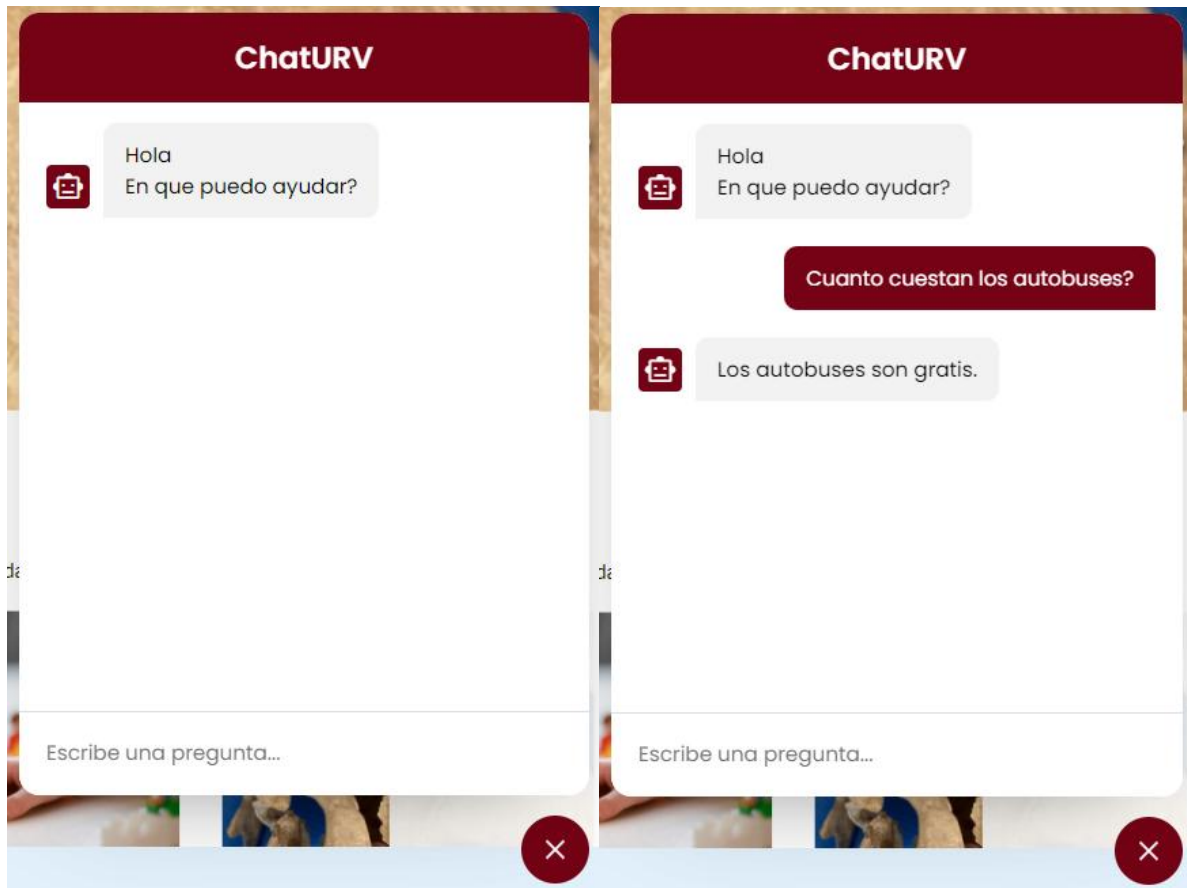 ChatURV
Hola
En que puedo ayudar?
Escribe una pregunta...
ChatURV
Hola
En que puedo ayudar?
Cuanto cuestan los autobuses?
Los autobuses son gratis.
Escribe una pregunta...